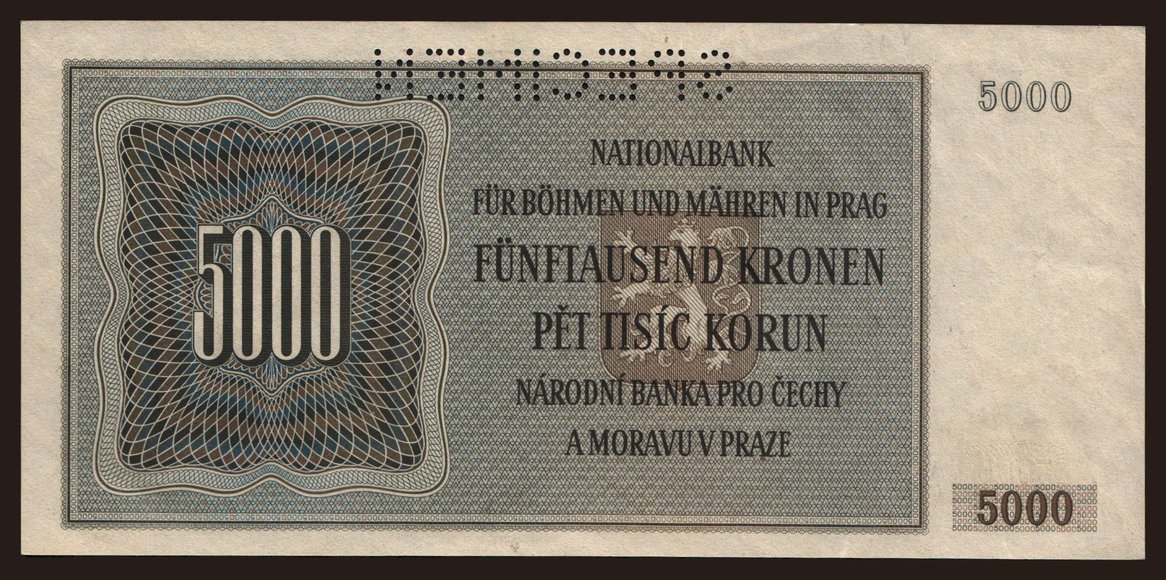 SPECIMEN
5000
NATIONALBANK
FÜR BÖHMEN UND MÄHREN IN PRAG
FÜNFTAUSEND KRONEN
PĚT TISÍC KORUN
NÁRODNÍ BANKA PRO ČECHY
A MORAVU V PRAZE
5000
5000